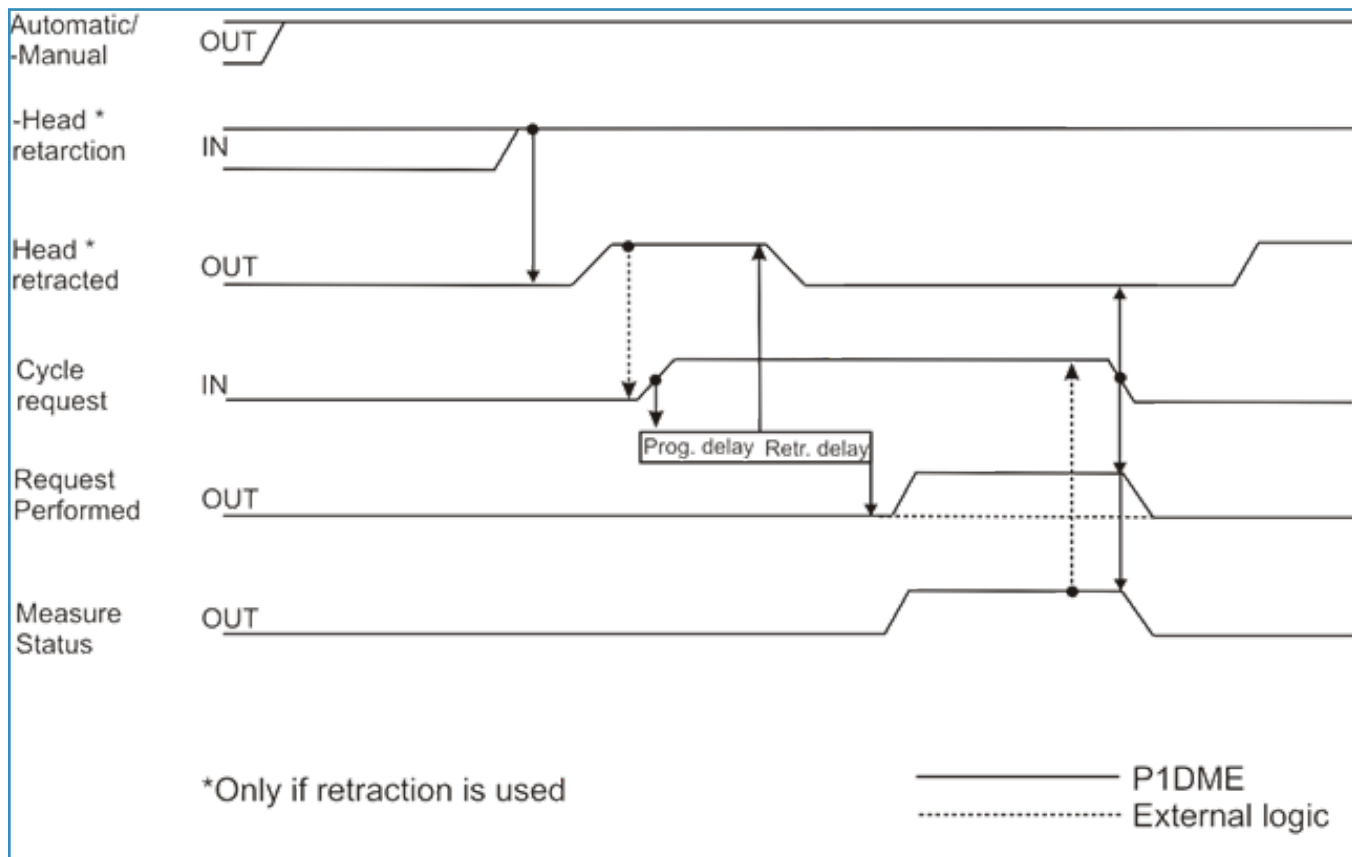 Automatic/
-Manual
OUT
-Head *
retarction
IN
Head *
retracted
OUT
Cycle
request
IN
Prog. delay Retr. delay
Request
Performed
OUT
Measure
Status
OUT
*Only if retraction is used
P1DME
External logic